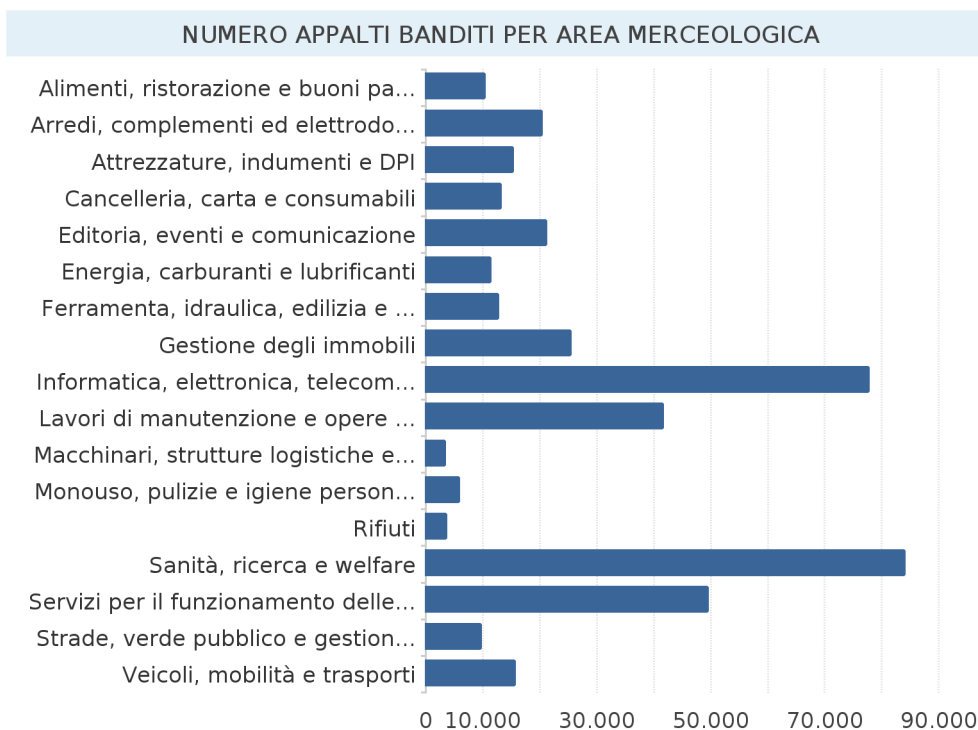 NUMERO APPALTI BANDITI PER AREA MERCEOLOGICA
Alimenti, ristorazione e buoni pa...
Arredi, complementi ed elettrodo...
Attrezzature, indumenti e DPI
Cancelleria, carta e consumabili
Editoria, eventi e comunicazione
Energia, carburanti e lubrificanti
Ferramenta, idraulica, edilizia e ...
Gestione degli immobili
Informatica, elettronica, telecom...
Lavori di manutenzione e opere ...
Macchinari, strutture logistiche e...
Monouso, pulizie e igiene person...
Rifiuti
Sanità, ricerca e welfare
Servizi per il funzionamento delle...
Strade, verde pubblico e gestion...
Veicoli, mobilità e trasporti
0 10.000 30.000 50.000 70.000 90.000